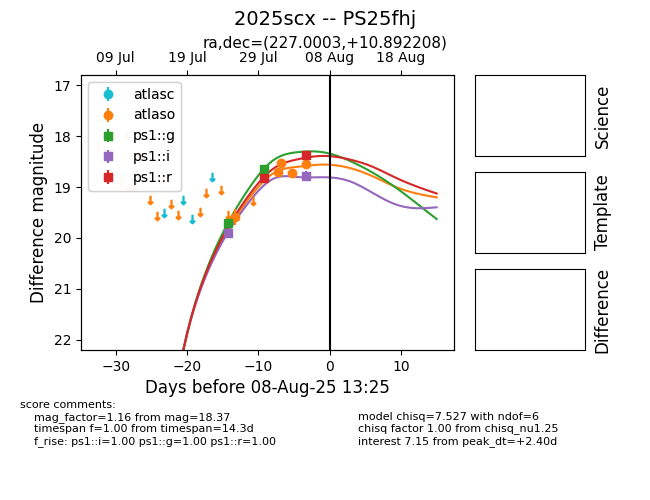 2025scx -- PS25fhj
ra,dec=(227.0003,+10.892208)
09 Jul 19 Jul 29 Jul 08 Aug 18 Aug
atlasc
atlaso
ps1::g
ps1::i
ps1::r
17
18
19
20
21
22
Difference magnitude
−30 −20 −10 0 10
Days before 08-Aug-25 13:25
Science
Template
Difference
score comments:
mag_factor=1.16 from mag=18.37
timespan f=1.00 from timespan=14.3d
f_rise: ps1::i=1.00 ps1::g=1.00 ps1::r=1.00
model chisq=7.527 with ndof=6
chisq factor 1.00 from chisq_nu1.25
interest 7.15 from peak_dt=+2.40d